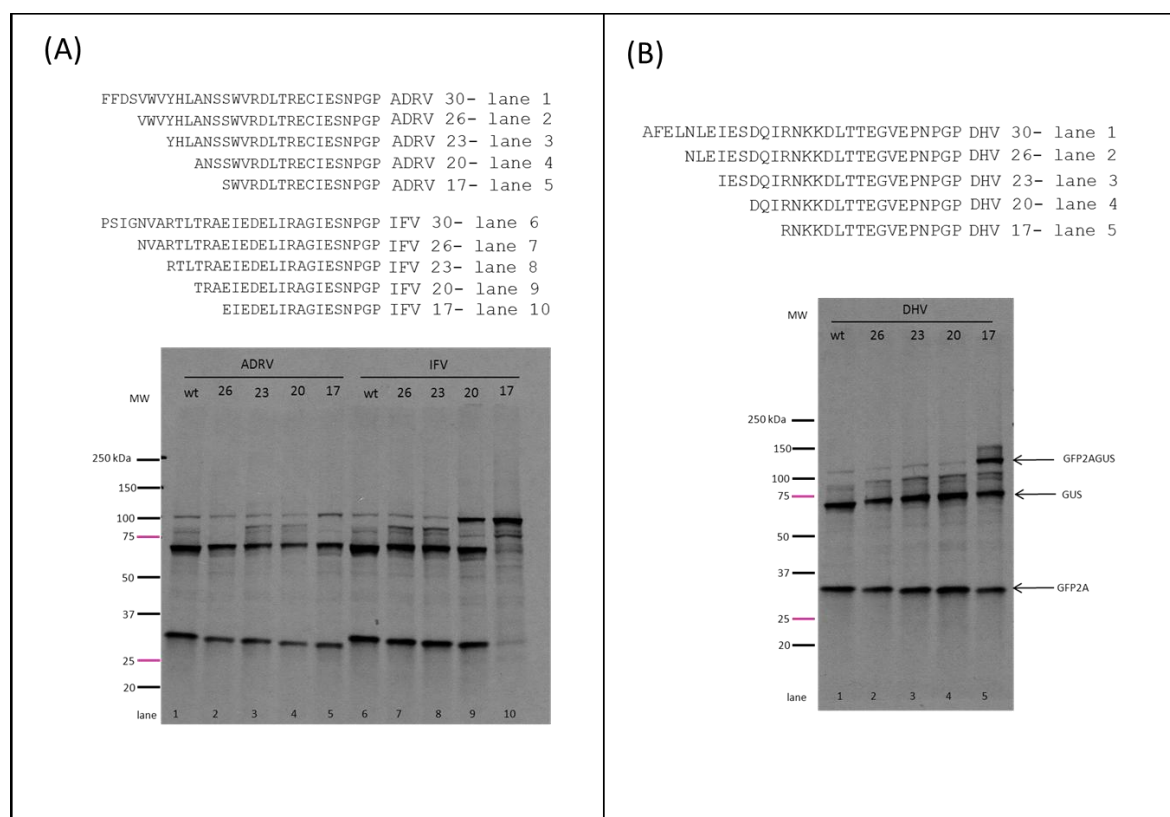 (A)
FFDSVWVYHLANSSWVRDLTRECIESNPGP ADRV 30- lane 1
VWVYHLANSSWVRDLTRECIESNPGP ADRV 26- lane 2
YHLANSSWVRDLTRECIESNPGP ADRV 23- lane 3
ANSSWVRDLTRECIESNPGP ADRV 20- lane 4
SWVRDLTRECIESNPGP ADRV 17- lane 5
PSIGNVARTLTRAEIEDELIRAGIESNPGP IFV 30- lane 6
NVARTLTRAEIEDELIRAGIESNPGP IFV 26- lane 7
RTLTRAEIEDELIRAGIESNPGP IFV 23- lane 8
TRAEIEDELIRAGIESNPGP IFV 20- lane 9
EIEDELIRAGIESNPGP IFV 17- lane 10
ADRV IFV
wt 26 23 20 17 wt 26 23 20 17
MW
250 kDa
150
100
75
50
37
25
20
lane 1 2 3 4 5 6 7 8 9 10
(B)
AFELNLEIESDQIRNKKDLTTEGVEPNPGP DHV 30- lane 1
NLEIESDQIRNKKDLTTEGVEPNPGP DHV 26- lane 2
IESDQIRNKKDLTTEGVEPNPGP DHV 23- lane 3
DQIRNKKDLTTEGVEPNPGP DHV 20- lane 4
RNKKDLTTEGVEPNPGP DHV 17- lane 5
DHV
MW
wt 26 23 20 17
250 kDa
150
GFP2AGUS
100
75
GUS
50
37
GFP2A
25
20
lane 1 2 3 4 5